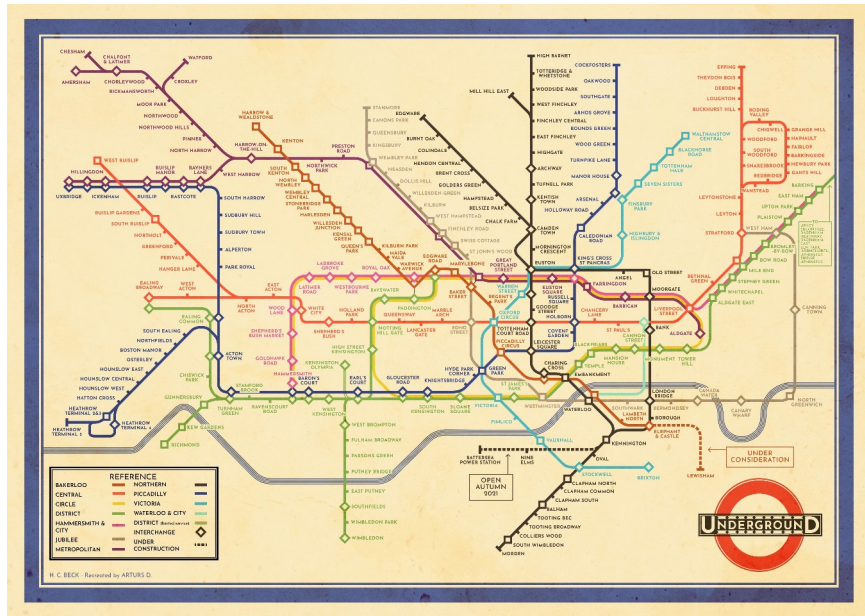 CHESHAM
CHALFONT
& LATIMER
WATFORD
AMERSHAM
CHORLEYWOOD
CROXLEY
RICKMANSWORTH
MOOR PARK
NORTHWOOD
NORTHWOOD HILLS
PINNER
NORTH HARROW
HARROW-ON-
THE-HILL
WEST HARROW
NORTHWICK
PARK
PRESTON
ROAD
HARROW &
WEALDSTONE
KENTON
SOUTH
KENTON
NORTH
WEMBLEY
WEMBLEY
CENTRAL
STONEBRIDGE
PARK
HARLESDEN
WILLESDEN
JUNCTION
KENSAL
GREEN
QUEEN'S
PARK
KILBURN PARK
MAIDA
VALE
WARWICK
AVENUE
EDGWARE
ROAD
MARYLEBONE
BAKER
STREET
STANMORE
CANONS PARK
QUEENSBURY
KINGSBURY
WEMBLEY PARK
NEASDEN
DOLLIS HILL
WILLESDEN GREEN
KILBURN
WEST HAMPSTEAD
FINCHLEY ROAD
SWISS COTTAGE
ST JOHN'S WOOD
EDGWARE
BURNT OAK
COLINDALE
HENDON CENTRAL
BRENT CROSS
GOLDERS GREEN
HAMPSTEAD
BELSIZE PARK
CHALK FARM
MILL HILL EAST
HIGH BARNET
TOTTERIDGE &
WHETSTONE
WOODSIDE PARK
WEST FINCHLEY
FINCHLEY CENTRAL
EAST FINCHLEY
HIGHGATE
ARCHWAY
TUFNELL PARK
KENTISH
TOWN
CAMDEN
TOWN
MORNINGTON
CRESCENT
EUSTON
COCKFOSTERS
OAKWOOD
SOUTHGATE
ARNOS GROVE
BOUNDS GREEN
WOOD GREEN
TURNPIKE LANE
MANOR HOUSE
ARSENAL
HOLLOWAY ROAD
CALEDONIAN
ROAD
KING'S CROSS
ST PANCRAS
WALTHAMSTOW
CENTRAL
BLACKHORSE
ROAD
TOTTENHAM
HALE
SEVEN SISTERS
FINSBURY
PARK
HIGHBURY &
ISLINGTON
EPPING
THEYDON BOIS
DEBDEN
LOUGHTON
BUCKHURST HILL
RODING
VALLEY
CHIGWELL
GRANGE HILL
HAINAULT
FAIRLOP
BARKINGSIDE
NEWBURY PARK
GANTS HILL
WOODFORD
SOUTH
WOODFORD
SNARESBROOK
REDBRIDGE
WANSTEAD
LEYTONSTONE
LEYTON
STRATFORD
WEST HAM
BARKING
EAST HAM
UPTON PARK
PLAISTOW
BROMLEY-
BY-BOW
BOW ROAD
MILE END
STEPNEY GREEN
WHITECHAPEL
ALDGATE EAST
BETHNAL
GREEN
CANNING
TOWN
NORTH
GREENWICH
CANARY
WHARF
CANADA
WATER
BERMONDSEY
SOUTHWARK
WEST RUISLIP
HILLINGDON
RUISLIP
MANOR
RAYNERS
LANE
UXBRIDGE
ICKENHAM
RUISLIP
EASTCOTE
RUISLIP GARDENS
SOUTH RUISLIP
NORTHOLT
GREENFORD
PERIVALE
HANGER LANE
SOUTH HARROW
SUDBURY HILL
SUDBURY TOWN
ALPERTON
PARK ROYAL
EALING
BROADWAY
WEST
ACTON
NORTH
ACTON
EAST
ACTON
EALING
COMMON
WHITE
CITY
WOOD
LANE
LATIMER
ROAD
LADBROKE
GROVE
WESTBOURNE
PARK
ROYAL OAK
PADDINGTON
BAYSWATER
SHEPHERD'S
BUSH MARKET
SHEPHERD'S
BUSH
HOLLAND
PARK
NOTTING
HILL GATE
QUEENSWAY
LANCASTER
GATE
MARBLE
ARCH
BOND
STREET
OXFORD
CIRCUS
REGENT'S
PARK
WARREN
STREET
GREAT
PORTLAND
STREET
EUSTON
SQUARE
RUSSELL
SQUARE
GOODGE
STREET
TOTTENHAM
COURT ROAD
HOLBORN
CHANCERY
LANE
ST PAUL'S
BANK
COVENT
GARDEN
LEICESTER
SQUARE
PICCADILLY
CIRCUS
CHARING
CROSS
EMBANKMENT
TEMPLE
BLACKFRIARS
MANSION
HOUSE
CANNON
STREET
MONUMENT
TOWER
HILL
ALDGATE
LIVERPOOL
STREET
MOORGATE
OLD STREET
ANGEL
BARBICAN
FARRINGDON
GOLDHAWK
ROAD
HAMMERSMITH
BARON'S
COURT
EARL'S
COURT
GLOUCESTER
ROAD
KNIGHTSBRIDGE
HYDE PARK
CORNER
GREEN
PARK
SOUTH
KENSINGTON
SLOANE
SQUARE
VICTORIA
ST JAMES'
PARK
WESTMINSTER
WATERLOO
LAMBETH
NORTH
ELEPHANT
& CASTLE
LONDON
BRIDGE
BOROUGH
KENNINGTON
OVAL
HIGH STREET
KENSINGTON
KENSINGTON
OLYMPIA
WEST
KENSINGTON
WEST BROMPTON
FULHAM BROADWAY
PARSONS GREEN
PUTNEY BRIDGE
EAST PUTNEY
SOUTHFIELDS
WIMBLEDON PARK
WIMBLEDON
SOUTH EALING
NORTHFIELDS
BOSTON MANOR
OSTERLEY
HOUNSLOW EAST
HOUNSLOW CENTRAL
HOUNSLOW WEST
HATTON CROSS
HEATHROW
TERMINAL 2&3
HEATHROW
TERMINAL 5
HEATHROW
TERMINAL 4
ACTON
TOWN
CHISWICK
PARK
GUNNERSBURY
KEW GARDENS
RICHMOND
TURNHAM
GREEN
STAMFORD
BROOK
RAVENSCOURT
PARK
PIMLICO
VAUXHALL
STOCKWELL
BRIXTON
BATTERSEA
POWER STATION
NINE
ELMS
OPEN
AUTUMN
2021
CLAPHAM NORTH
CLAPHAM COMMON
CLAPHAM SOUTH
BALHAM
TOOTING BEC
TOOTING BROADWAY
COLLIERS WOOD
SOUTH WIMBLEDON
MORDEN
LEWISHAM
UNDER
CONSIDERATION
REFERENCE
BAKERLOO
CENTRAL
CIRCLE
DISTRICT
HAMMERSMITH &
CITY
JUBILEE
METROPOLITAN
NORTHERN
PICCADILLY
VICTORIA
WATERLOO & CITY
DISTRICT
INTERCHANGE
UNDER
CONSTRUCTION
UNDERGROUND
H. C. BECK - Recreated by ARTURS D.